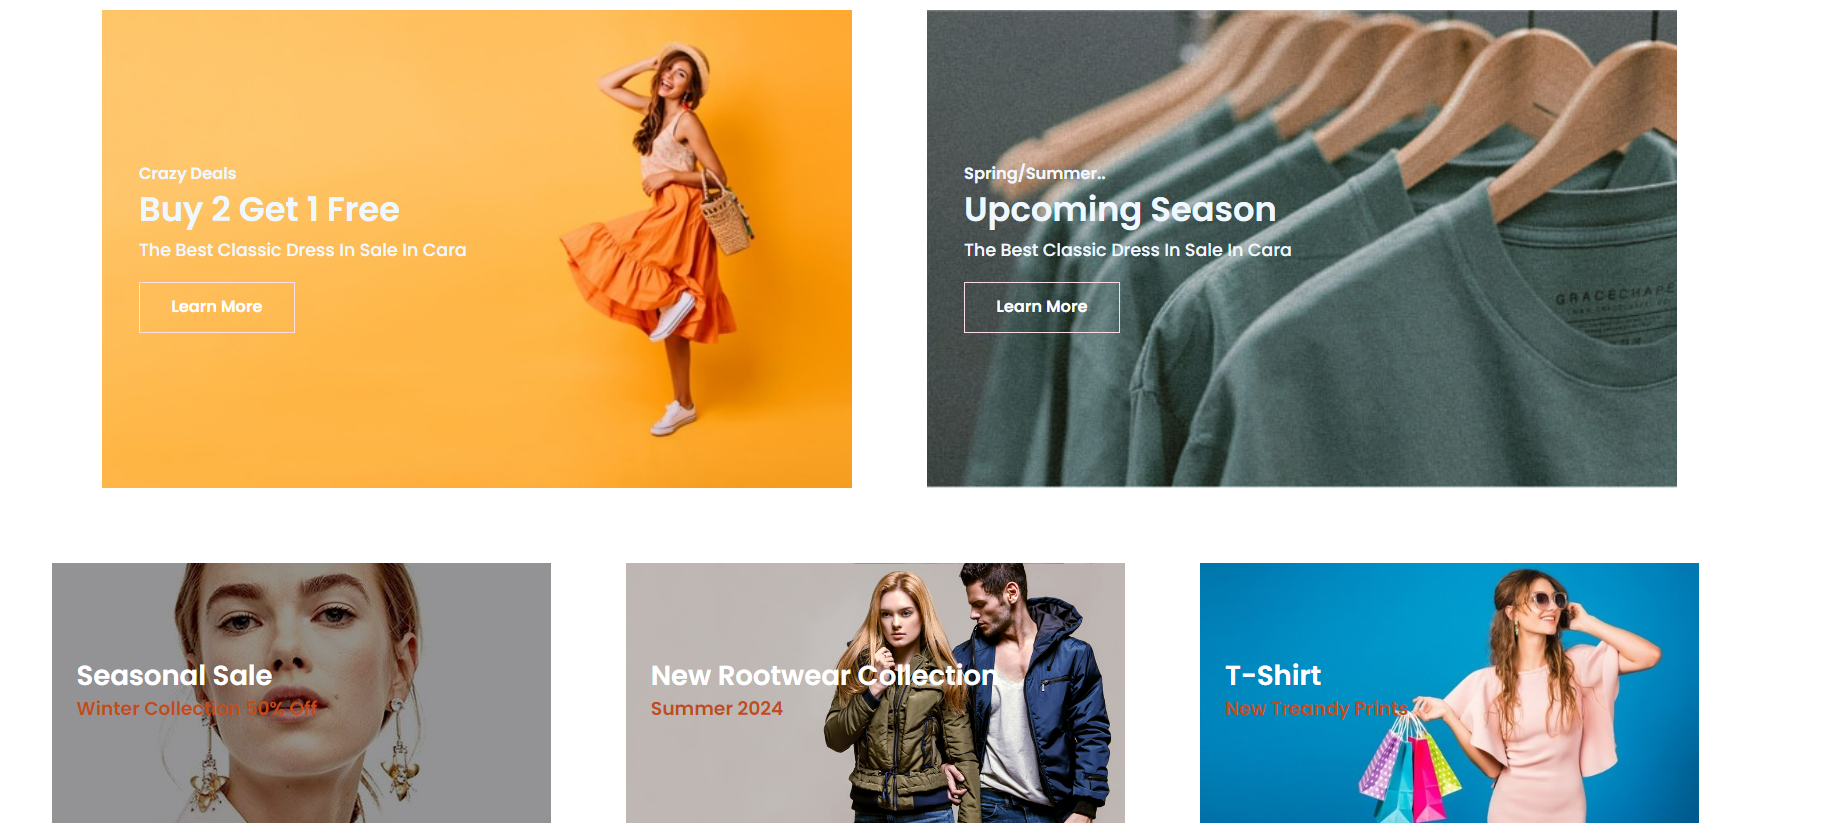 Crazy Deals
Buy 2 Get 1 Free
The Best Classic Dress In Sale In Cara
Learn More
Spring/Summer..
Upcoming Season
The Best Classic Dress In Sale In Cara
Learn More
GRACECHAPE
Seasonal Sale
Winter Collection 50% Off
New Rootwear Collection
Summer 2024
T-Shirt
New Treandy Prints